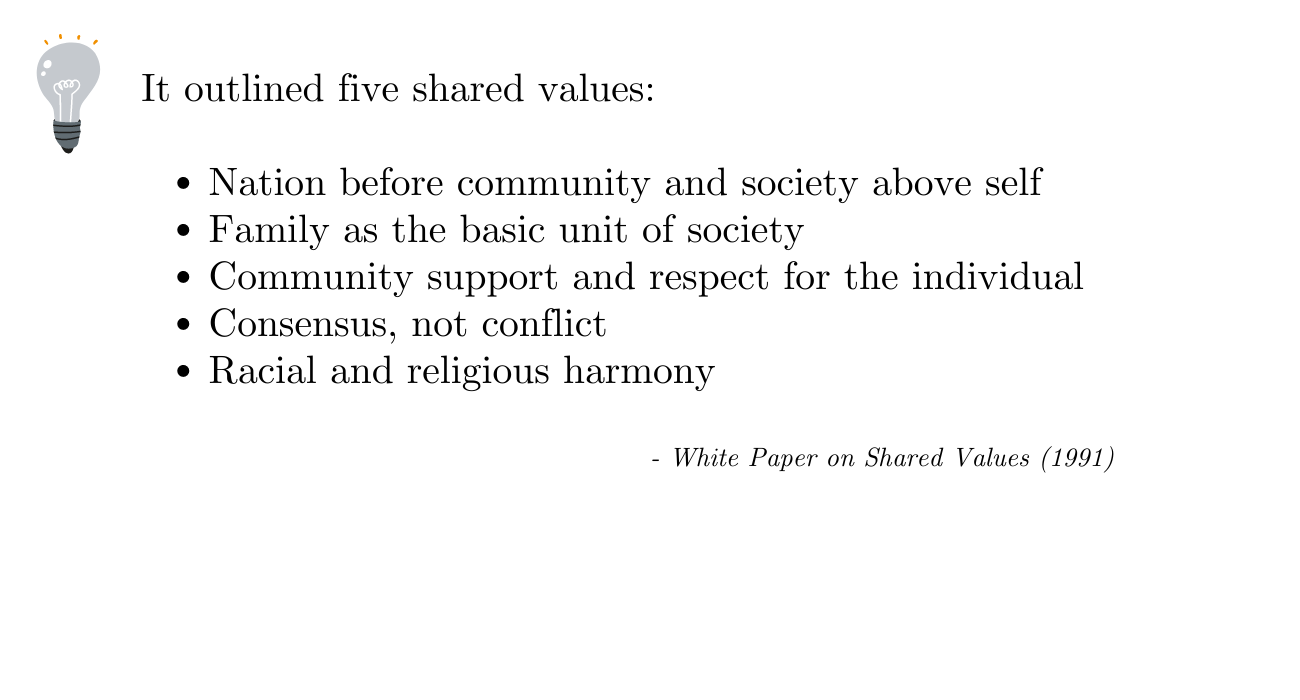 It outlined five shared values:
• Nation before community and society above self
• Family as the basic unit of society
• Community support and respect for the individual
• Consensus, not conflict
• Racial and religious harmony
- White Paper on Shared Values (1991)